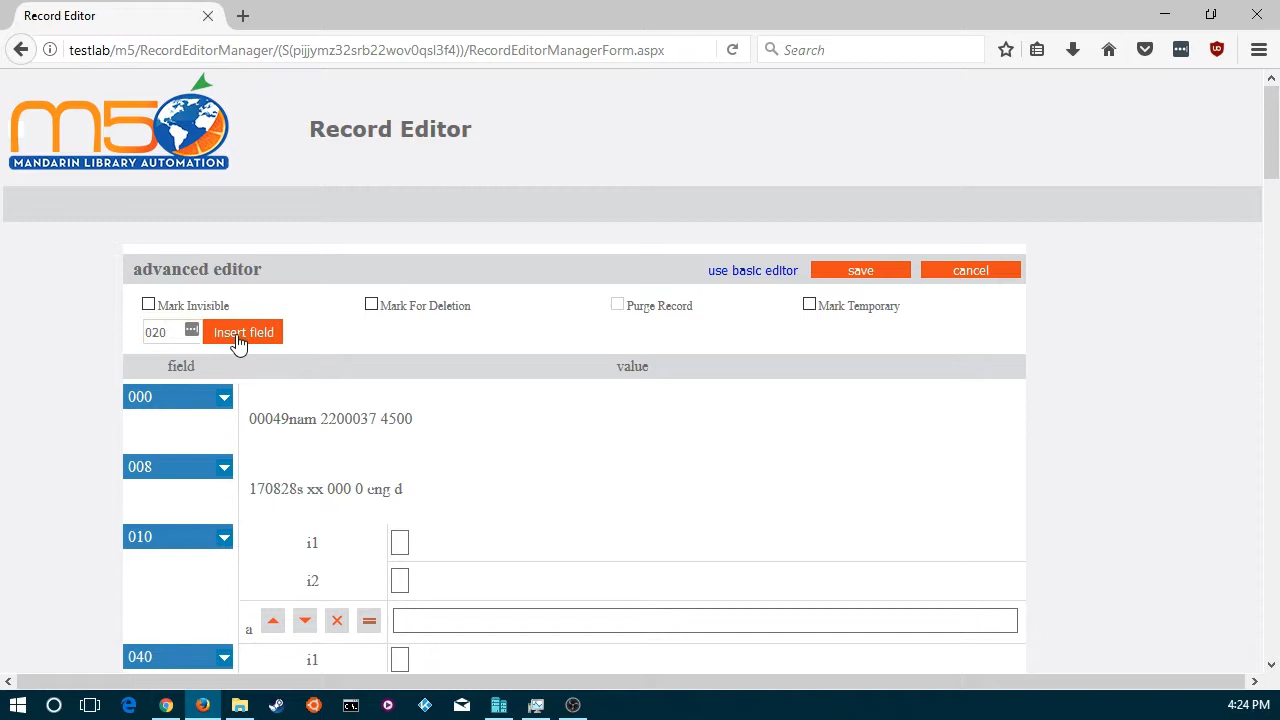 Record Editor
testlab/m5/RecordEditorManager/(S(pijjymz32srb22wov0qsl3f4))/RecordEditorManagerForm.aspx
Search
m5
MANDARIN LIBRARY AUTOMATION
Record Editor
advanced editor
use basic editor
save
cancel
Mark Invisible
Mark For Deletion
Purge Record
Mark Temporary
020
Insert field
field
value
000
00049nam 2200037 4500
008
170828s xx 000 0 eng d
010
i1
i2
a
040
i1
4:24 PM